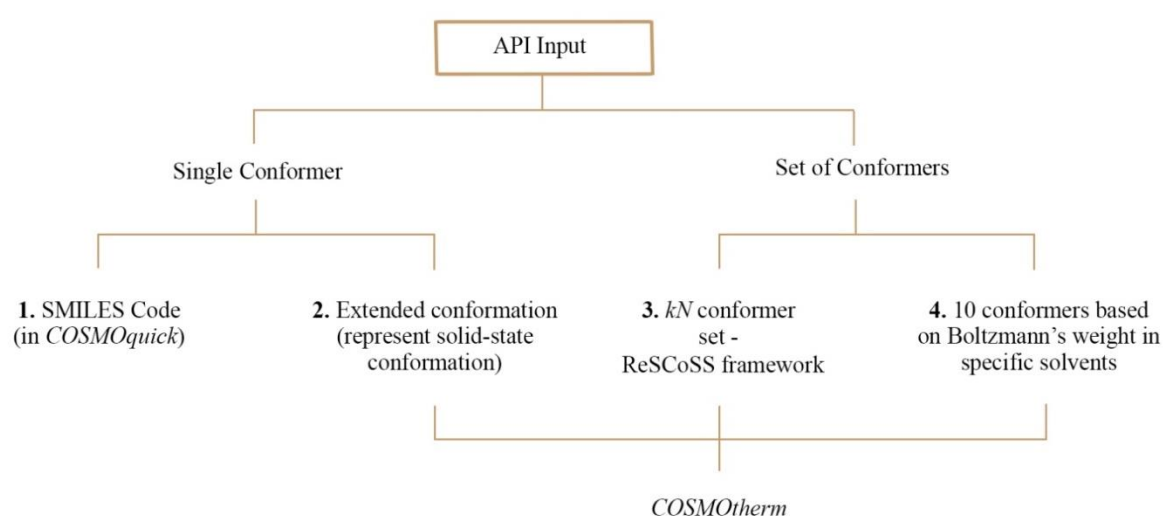 API Input
Single Conformer
Set of Conformers
1. SMILES Code
(in COSMOquick)
2. Extended conformation
(represent solid-state
conformation)
3. kN conformer
set -
ReSCoSS framework
4. 10 conformers based
on Boltzmann’s weight in
specific solvents
COSMOtherm